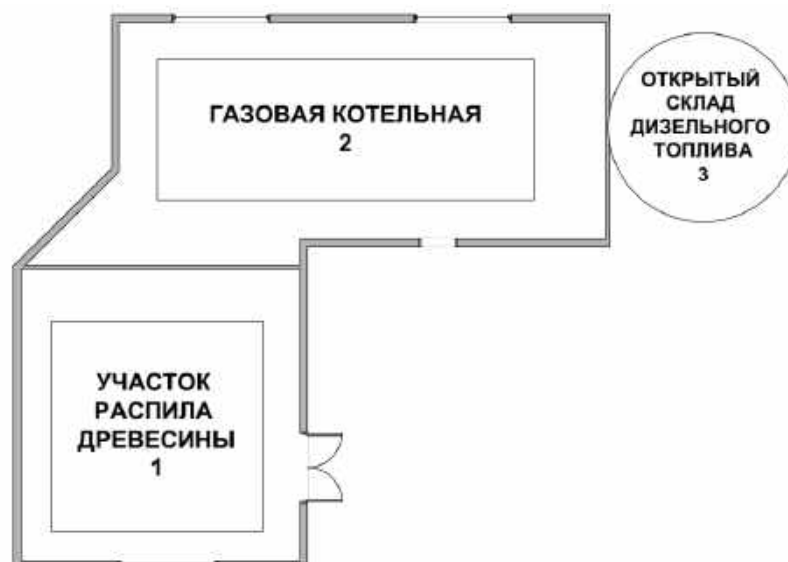 ГАЗОВАЯ КОТЕЛЬНАЯ
2
ОТКРЫТЫЙ
СКЛАД
ДИЗЕЛЬНОГО
ТОПЛИВА
3
УЧАСТОК
РАСПИЛА
ДРЕВЕСИНЫ
1